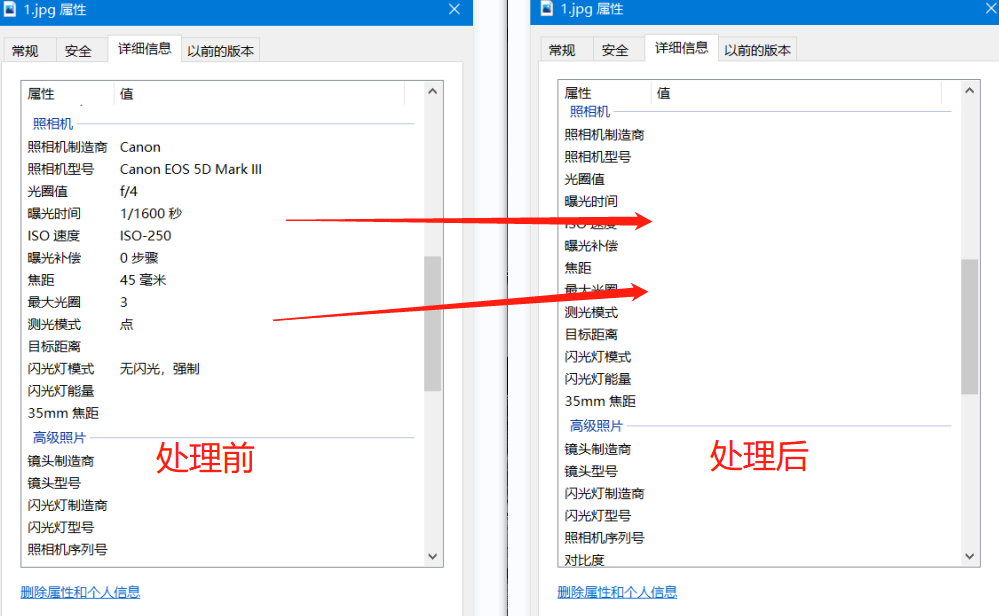 1.jpg 属性
常规 安全 详细信息 以前的版本
属性 值
照相机
照相机制造商 Canon
照相机型号 Canon EOS 5D Mark III
光圈值 f/4
曝光时间 1/1600 秒
ISO 速度 ISO-250
曝光补偿 0 步骤
焦距 45 毫米
最大光圈 3
测光模式 点
目标距离
闪光灯模式 无闪光，强制
闪光灯能量
35mm 焦距
高级照片
处理前
镜头制造商
镜头型号
闪光灯制造商
闪光灯型号
照相机序列号
删除属性和个人信息
1.jpg 属性
常规 安全 详细信息 以前的版本
属性 值
照相机
照相机制造商
照相机型号
光圈值
曝光时间
ISO 速度
曝光补偿
焦距
最大光圈
测光模式
目标距离
闪光灯模式
闪光灯能量
35mm 焦距
高级照片
处理后
镜头制造商
镜头型号
闪光灯制造商
闪光灯型号
照相机序列号
对比度
删除属性和个人信息